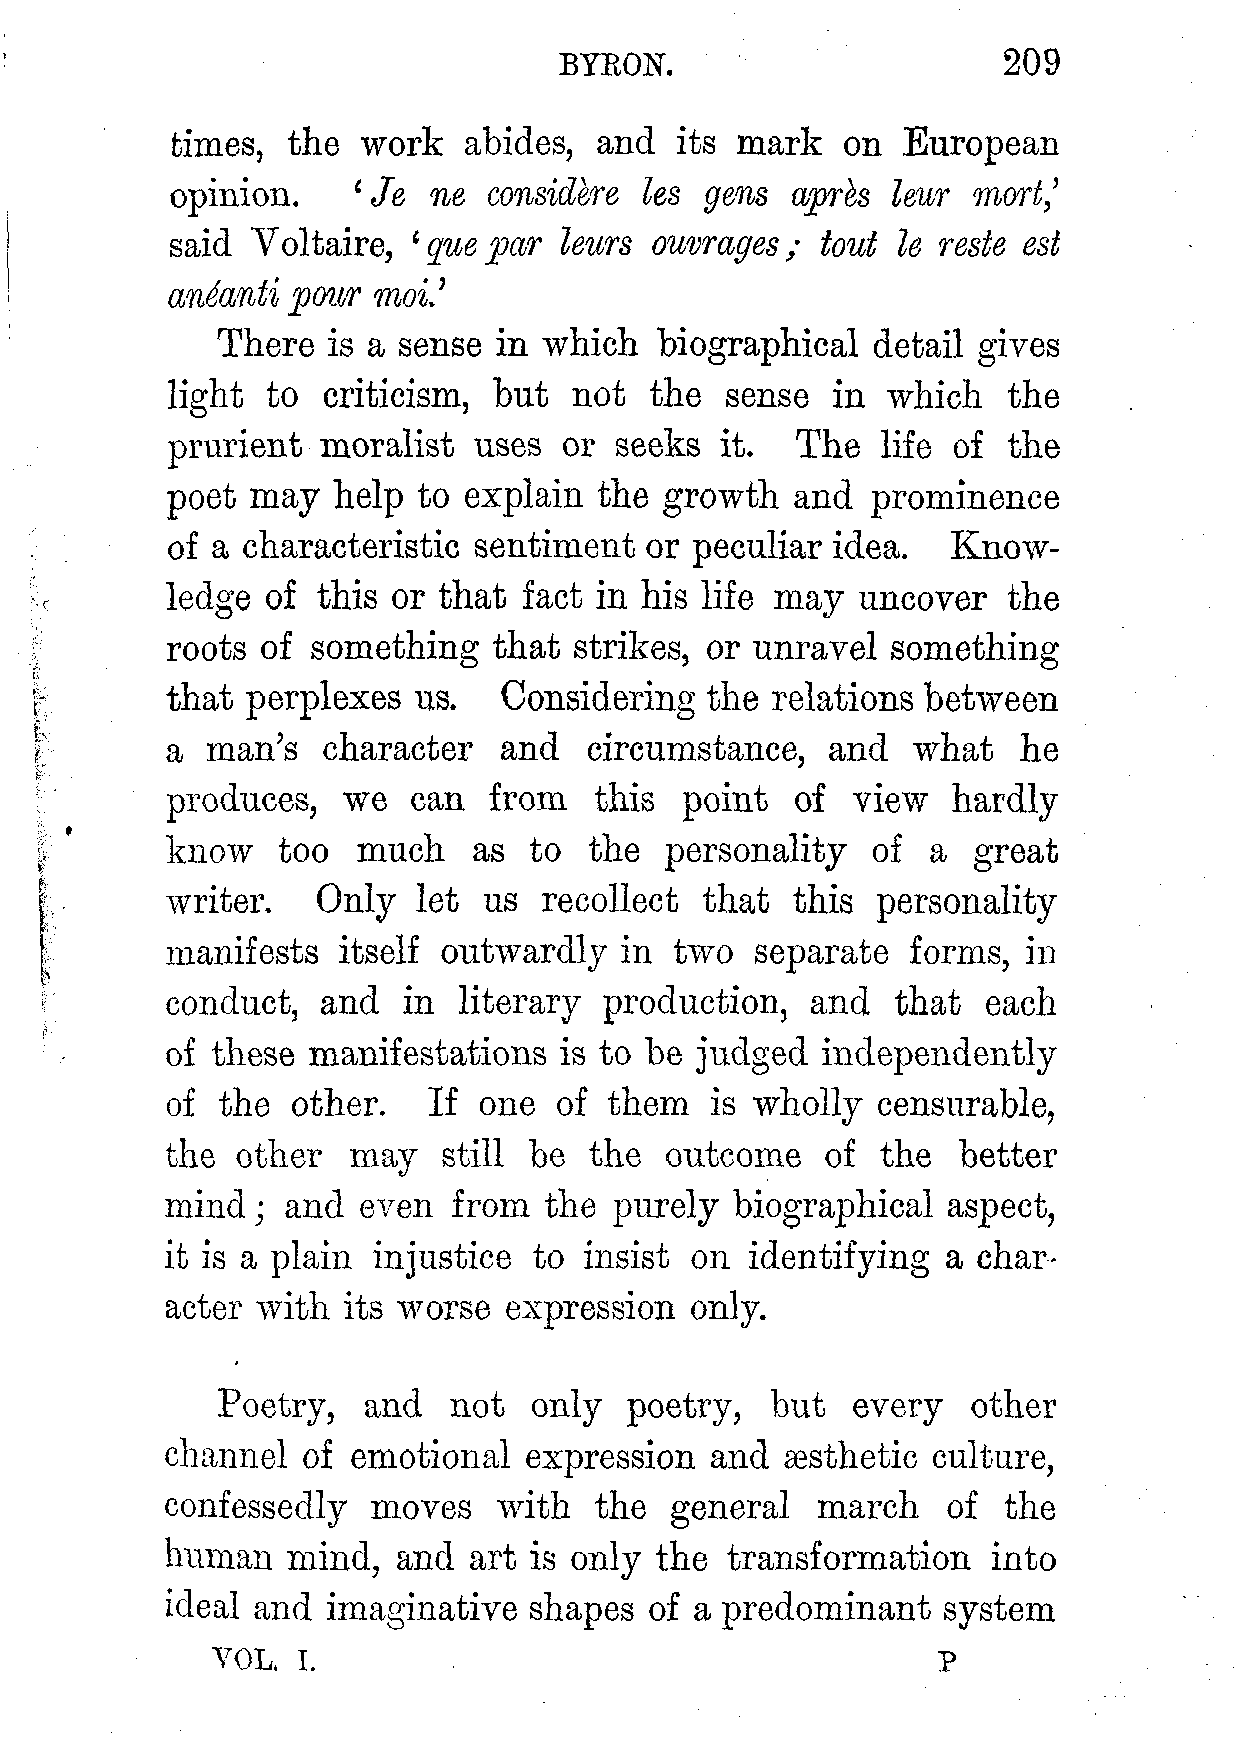 BYRON. 209
times, the work abides, and its mark on European
opinion. ‘Je ne considère les gens après leur mort,’
said Voltaire, ‘que par leurs ouvrages; tout le reste est
anéanti pour moi.’
There is a sense in which biographical detail gives
light to criticism, but not the sense in which the
prurient moralist uses or seeks it. The life of the
poet may help to explain the growth and prominence
of a characteristic sentiment or peculiar idea. Know-
ledge of this or that fact in his life may uncover the
roots of something that strikes, or unravel something
that perplexes us. Considering the relations between
a man's character and circumstance, and what he
produces, we can from this point of view hardly
know too much as to the personality of a great
writer. Only let us recollect that this personality
manifests itself outwardly in two separate forms, in
conduct, and in literary production, and that each
of these manifestations is to be judged independently
of the other. If one of them is wholly censurable,
the other may still be the outcome of the better
mind; and even from the purely biographical aspect,
it is a plain injustice to insist on identifying a char-
acter with its worse expression only.
Poetry, and not only poetry, but every other
channel of emotional expression and æsthetic culture,
confessedly moves with the general march of the
human mind, and art is only the transformation into
ideal and imaginative shapes of a predominant system
VOL. I. P